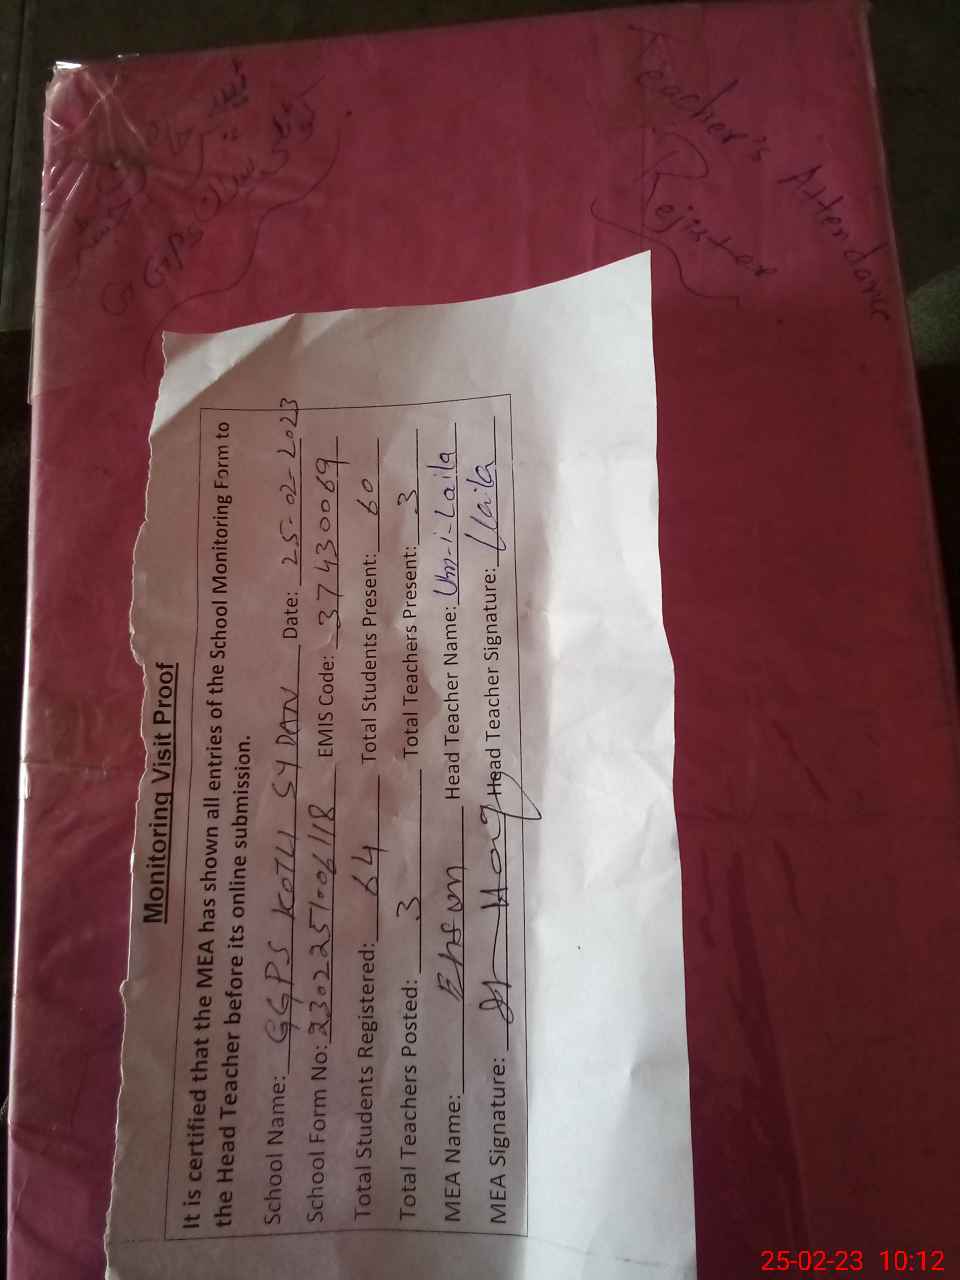 Teacher's Attendance
Rejister
Monitoring Visit Proof
It is certified that the MEA has shown all entries of the School Monitoring Form to
the Head Teacher before its online submission.
School Name: GGPS KOTLI SYDAN Date: 25-02-2023
School Form No: 2302251006118 EMIS Code: 37430069
Total Students Registered: 64 Total Students Present: 60
Total Teachers Posted: 3 Total Teachers Present: 3
MEA Name: Head Teacher Name: Um-i-Laila
MEA Signature: Head Teacher Signature: Laila
GGPS
25-02-23 10:12